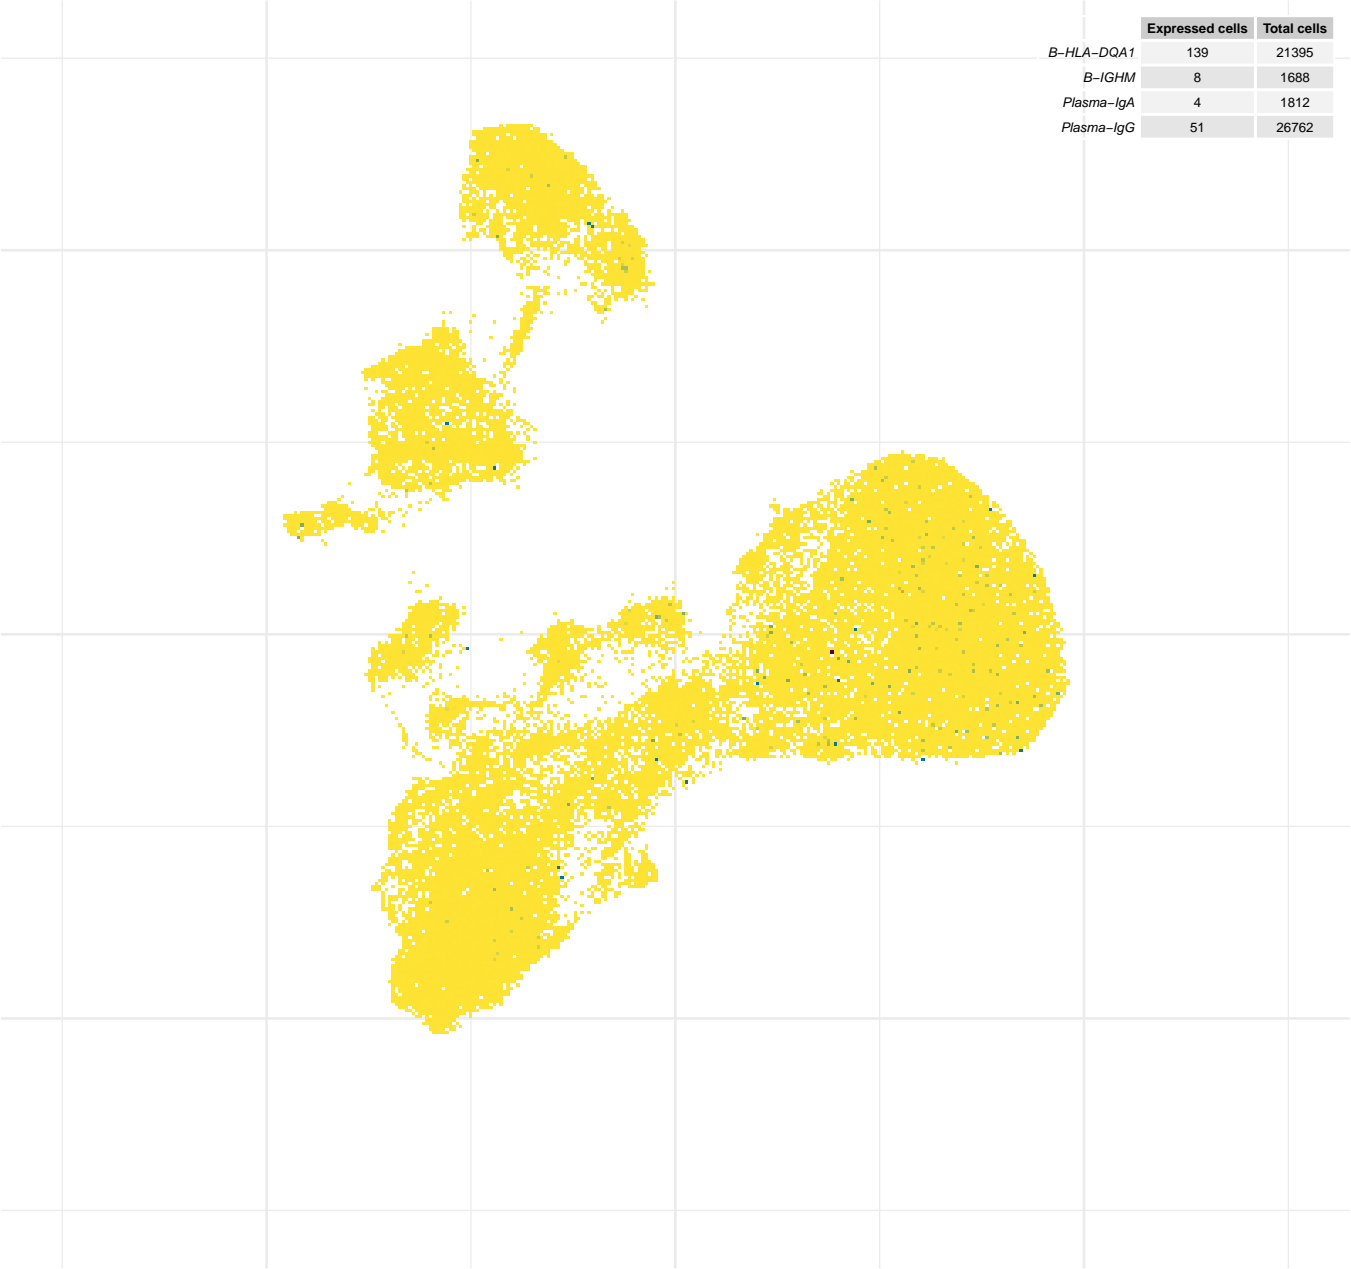 Expressed cells Total cells
B−HLA−DQA1 139 21395
B−IGHM 8 1688
Plasma−IgA 4 1812
Plasma−IgG 51 26762